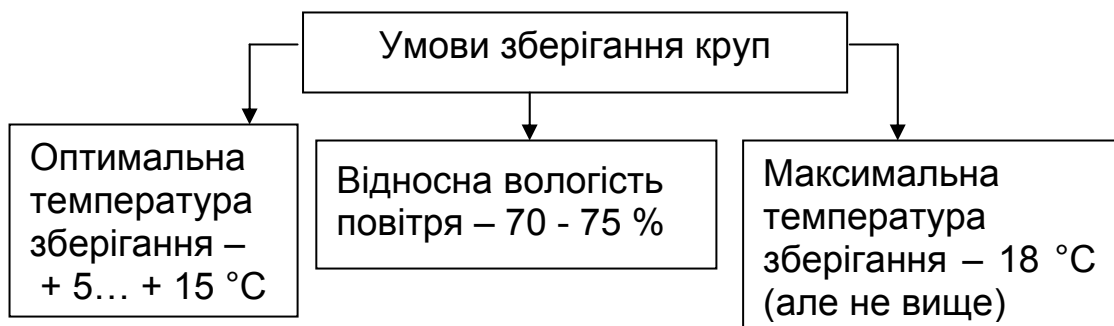 Умови зберігання круп
Оптимальна
температура
зберігання –
+ 5… + 15 °С
Відносна вологість
повітря – 70 - 75 %
Максимальна
температура
зберігання – 18 °С
(але не вище)